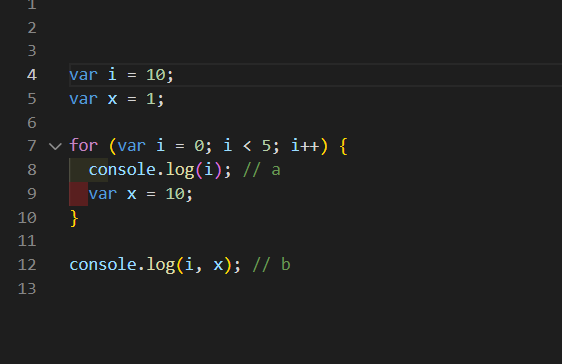 1
2
3
4 var i = 10;
5 var x = 1;
6
7 for (var i = 0; i < 5; i++) {
8 console.log(i); // a
9 var x = 10;
10 }
11
12 console.log(i, x); // b
13